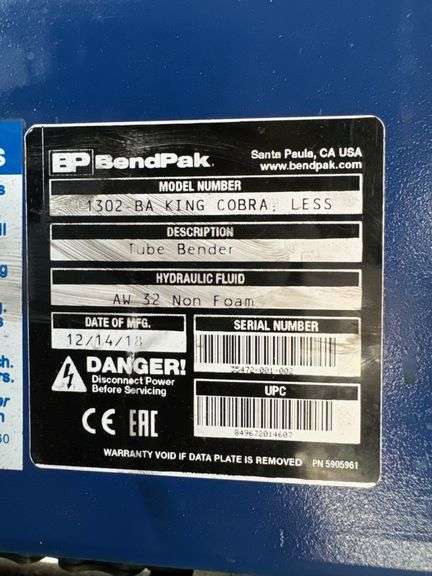 BP BendPak
Santa Paula, CA USA
www.bendpak.com
MODEL NUMBER
1302 BA KING COBRA, LESS
DESCRIPTION
Tube Bender
HYDRAULIC FLUID
AW 32 Non Foam
DATE OF MFG.
12/14/18
SERIAL NUMBER
DANGER!
Disconnect Power
Before Servicing
UPC
849672014607
CE EAC
WARRANTY VOID IF DATA PLATE IS REMOVED PN 5905961